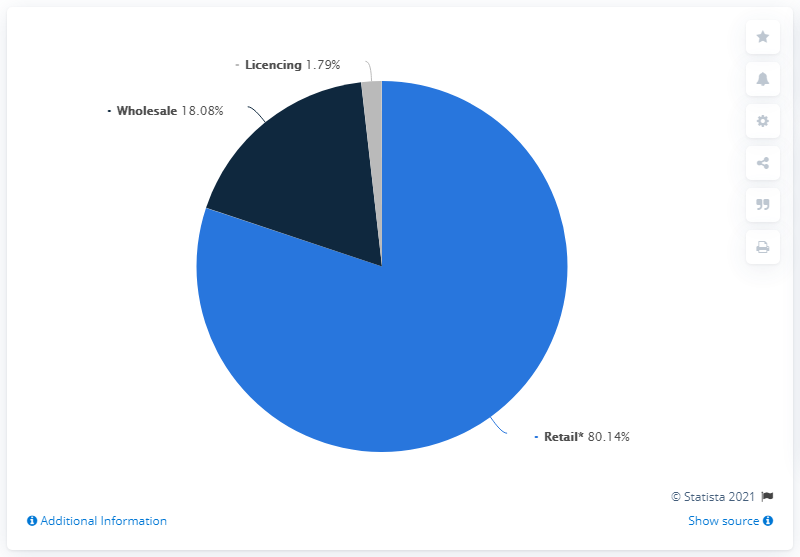 - Licencing 1.79%
- Wholesale 18.08%
- Retail* 80.14%
© Statista 2021
Additional Information
Show source